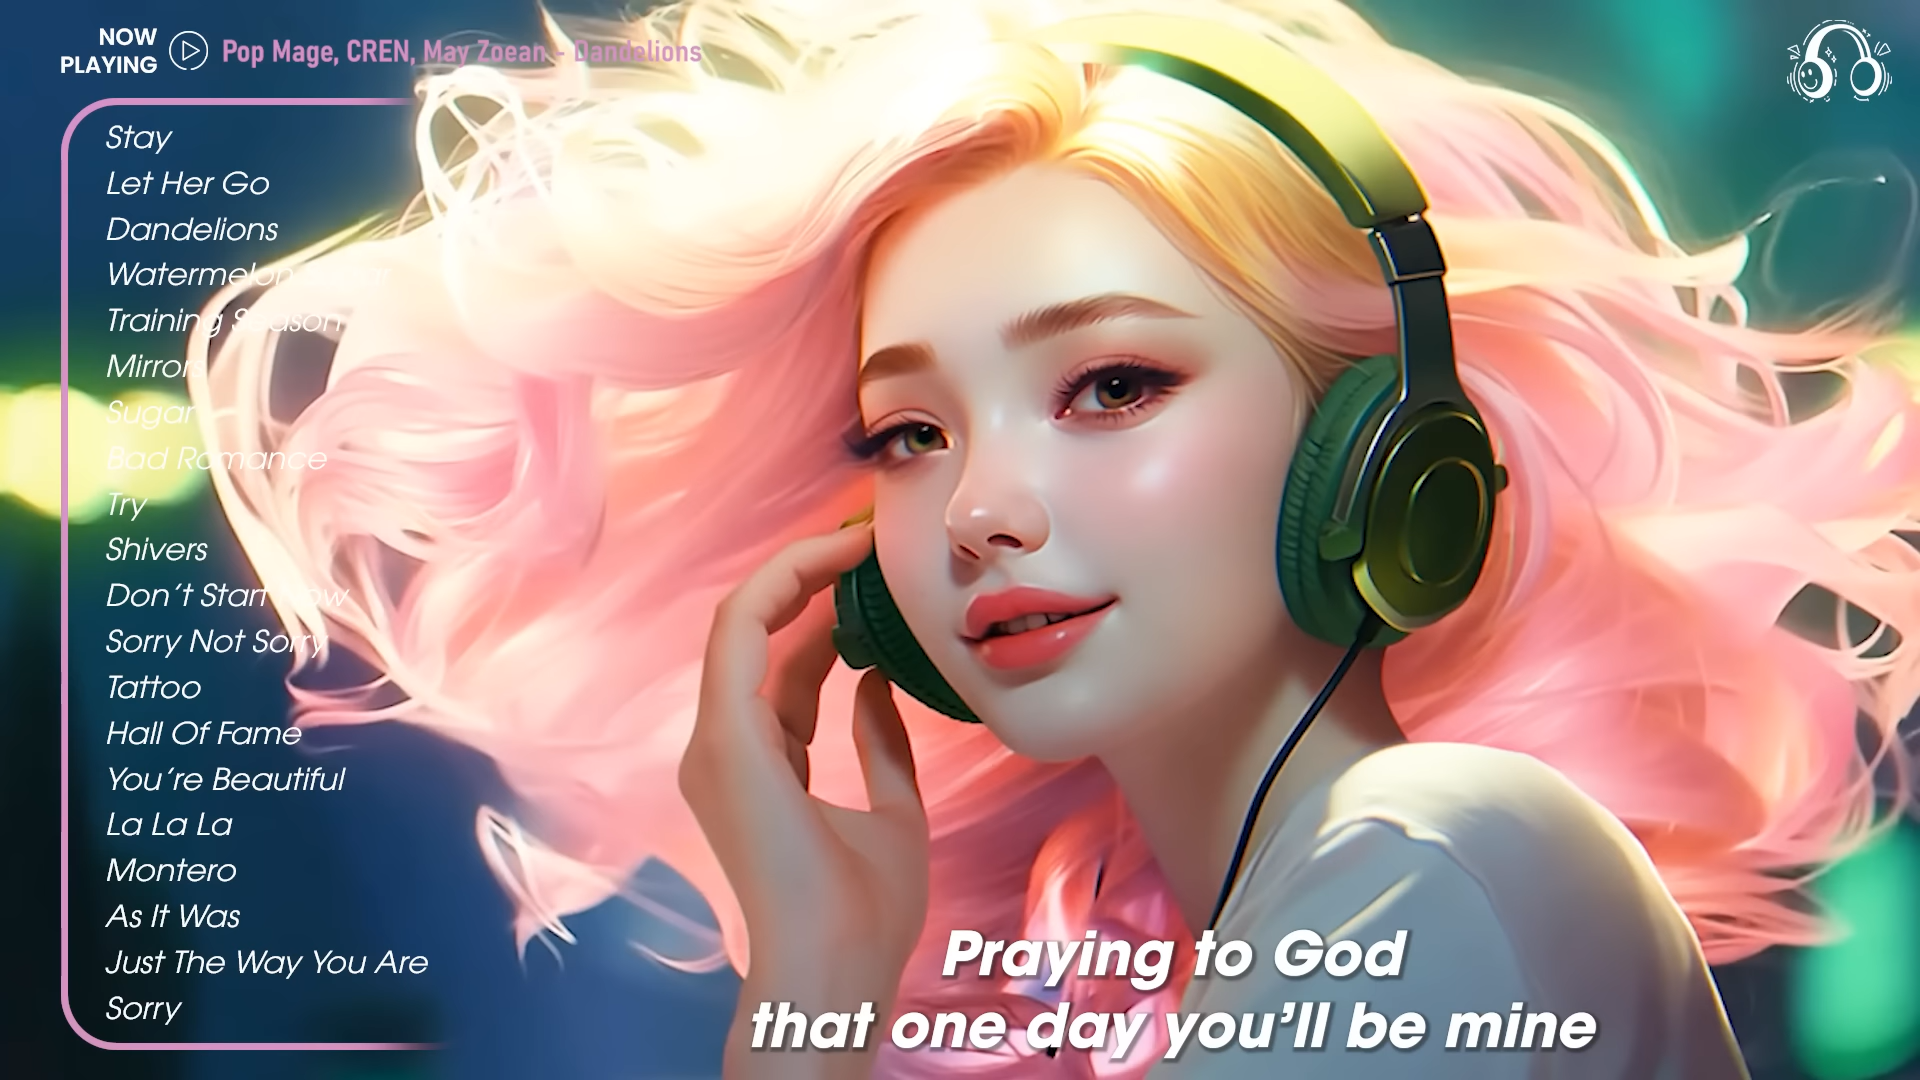 NOW
PLAYING
Pop Mage, CREN, May Zoean - Dandelions
Stay
Let Her Go
Dandelions
Watermelon Sugar
Training Season
Mirrors
Sugar
Bad Romance
Try
Shivers
Don't Start Now
Sorry Not Sorry
Tattoo
Hall Of Fame
You're Beautiful
La La La
Montero
As It Was
Just The Way You Are
Sorry
Praying to God
that one day you'll be mine